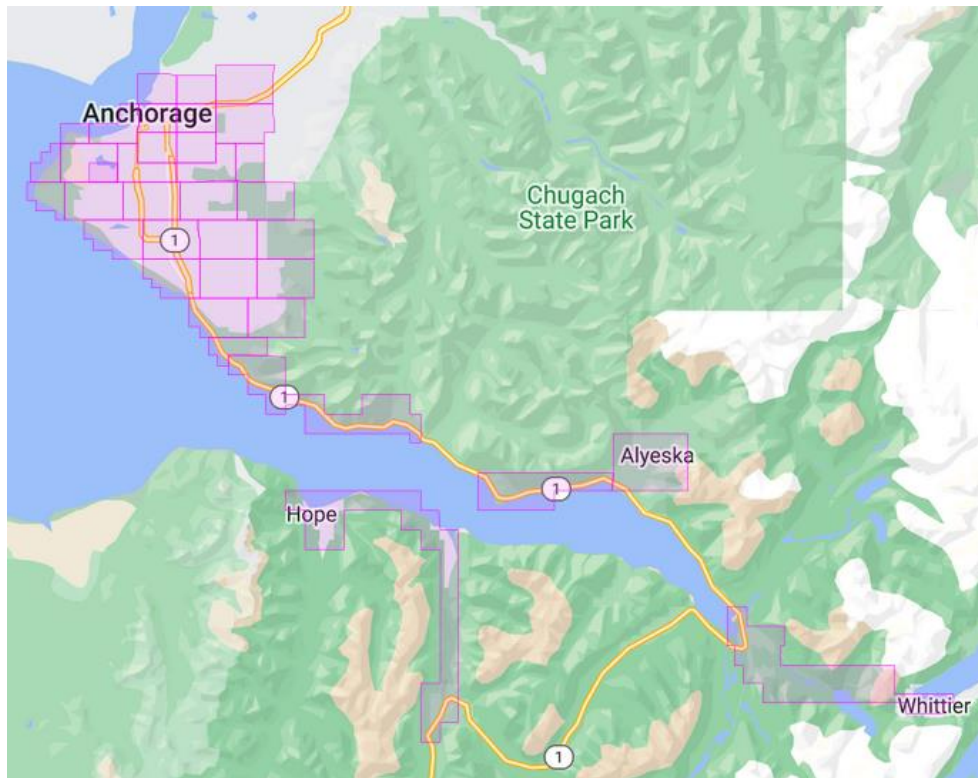 Anchorage
Chugach
State Park
1
1
Alyeska
1
Hope
Whittier
1